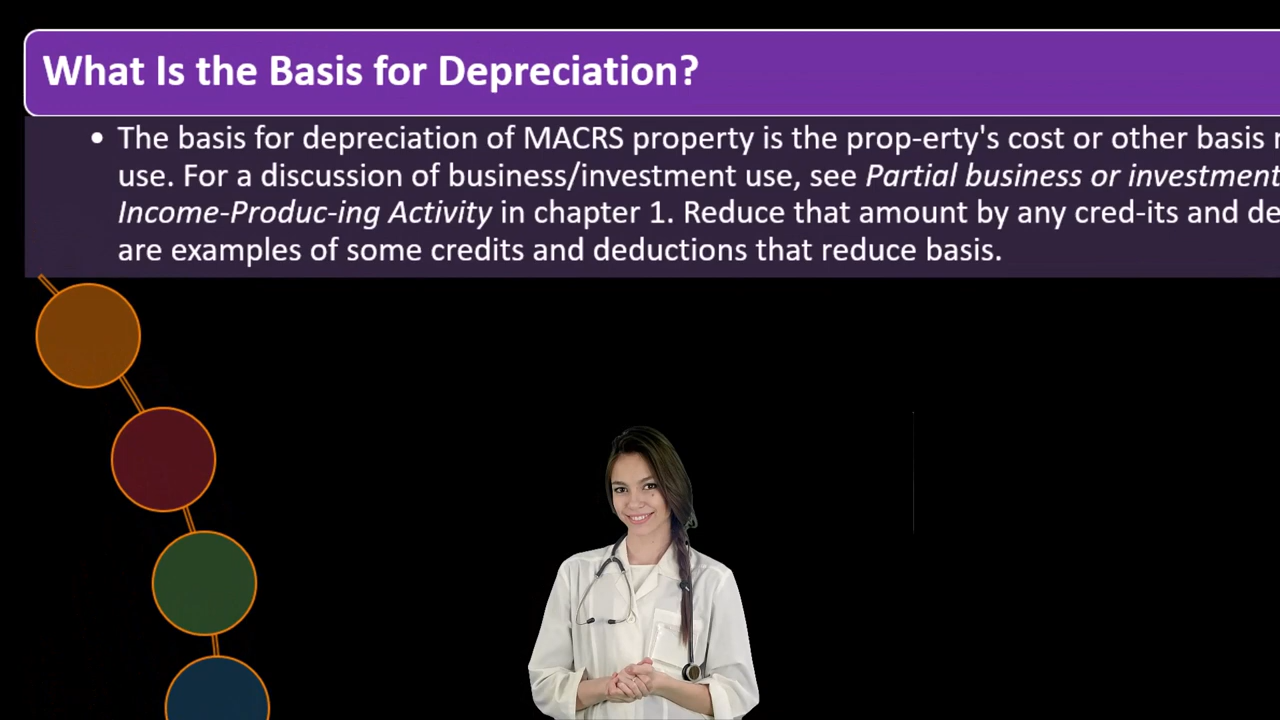 What Is the Basis for Depreciation?
• The basis for depreciation of MACRS property is the prop-erty's cost or other basis
use. For a discussion of business/investment use, see Partial business or investment
Income-Produc-ing Activity in chapter 1. Reduce that amount by any cred-its and
are examples of some credits and deductions that reduce basis.